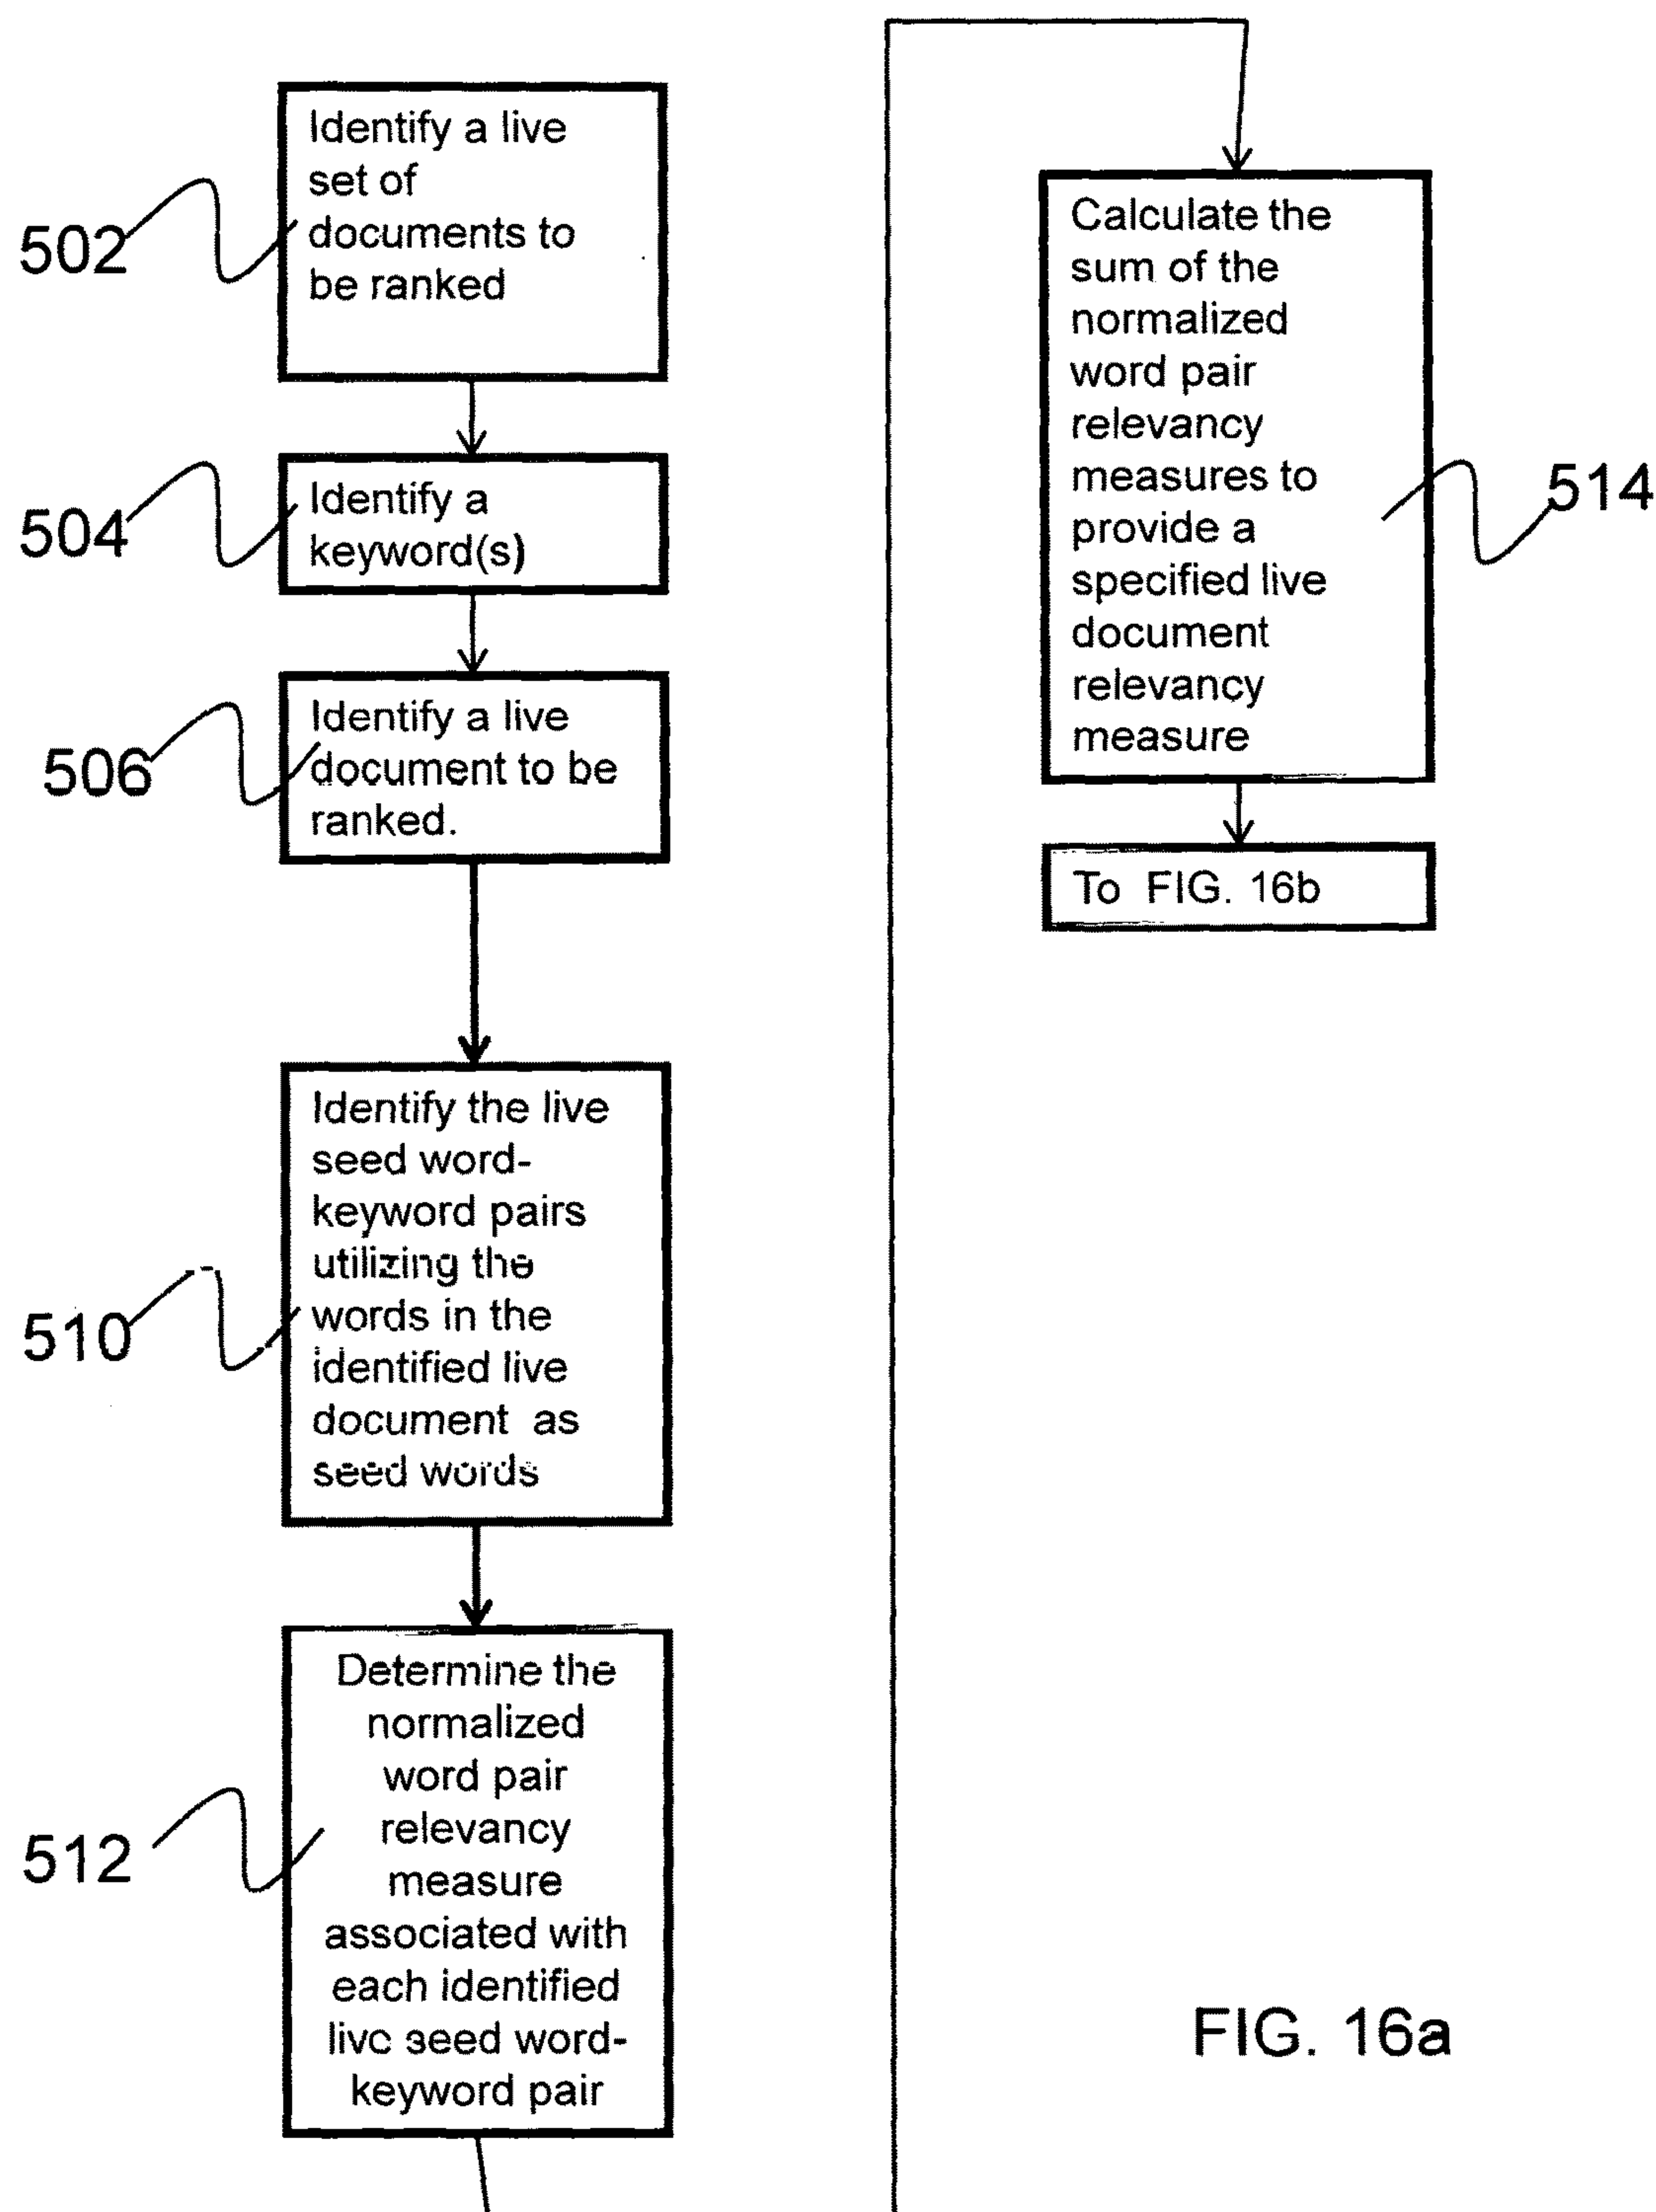 502
Identify a live
set of
documents to
be ranked
504
Identify a
keyword(s)
506
Identify a live
document to be
ranked.
510
Identify the live
seed word-
keyword pairs
utilizing the
words in the
identified live
document as
seed words
512
Determine the
normalized
word pair
relevancy
measure
associated with
each identified
live seed word-
keyword pair
Calculate the
sum of the
normalized
word pair
relevancy
measures to
provide a
specified live
document
relevancy
measure
514
To FIG. 16b
FIG. 16a